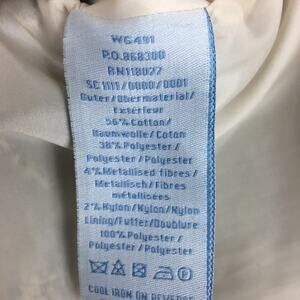 WG491
P.O.868300
RN118027
SC 1111/0000/0001
Outer/Obermaterial/
Extérieur
56% Cotton/
Baumwolle/Coton
38% Polyester/
Polyester/Polyester
4% Metallised fibres/
Metallisch/Fibres
métallisées
2% Nylon/Nylon/Nylon
Lining/Futter/Doublure
100% Polyester/
Polyester/Polyester
COOL IRON ON REVERSE